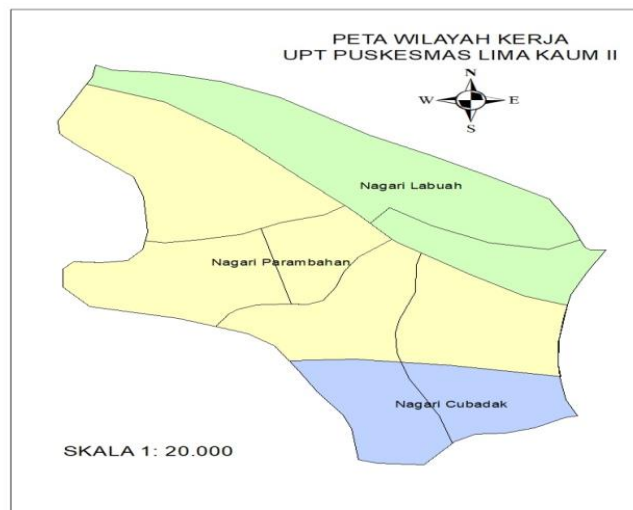 PETA WILAYAH KERJA
UPT PUSKESMAS LIMA KAUM II
N
W E
S
Nagari Labuah
Nagari Parambahan
Nagari Cubadak
SKALA 1: 20.000